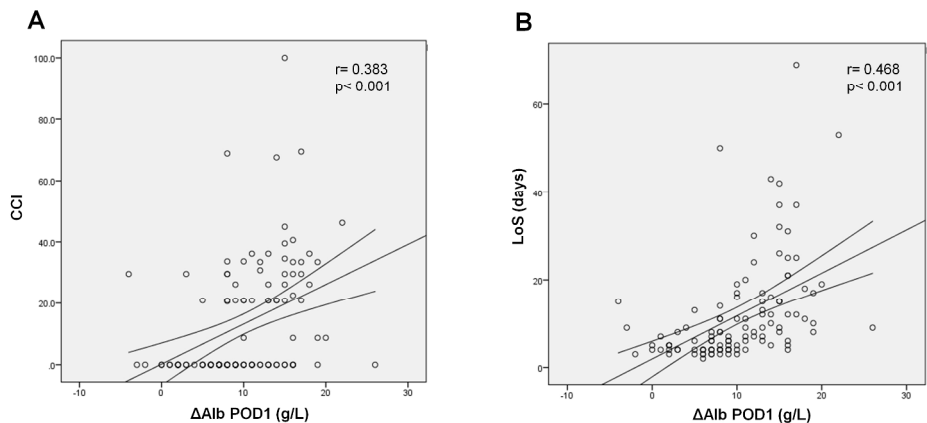 A
r= 0.383
p< 0.001
100.0
80.0
60.0
40.0
20.0
.0
-10
0
10
20
30
CCI
ΔAlb POD1 (g/L)
B
r= 0.468
p< 0.001
60
40
20
0
-10
0
10
20
30
LoS (days)
ΔAlb POD1 (g/L)